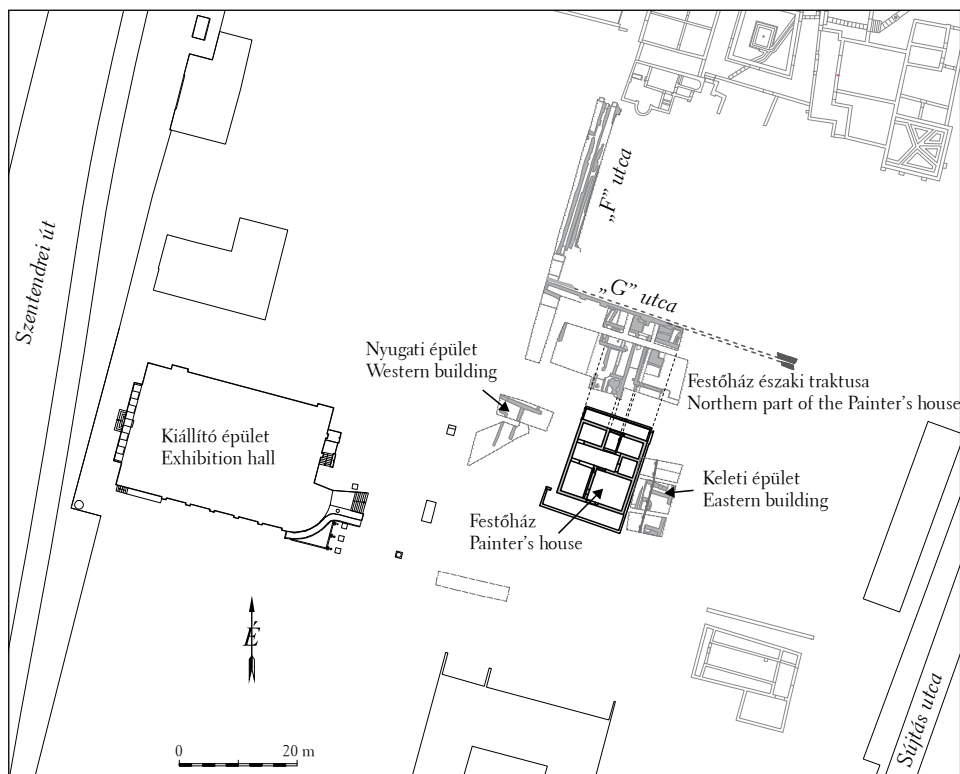 „F” utca
Szentendrei út
„G” utca
Nyugati épület
Western building
Festőház északi traktusa
Northern part of the Painter's house
Kiállító épület
Exhibition hall
Keleti épület
Eastern building
Festőház
Painter's house
É
Sújtás utca
0
20 m